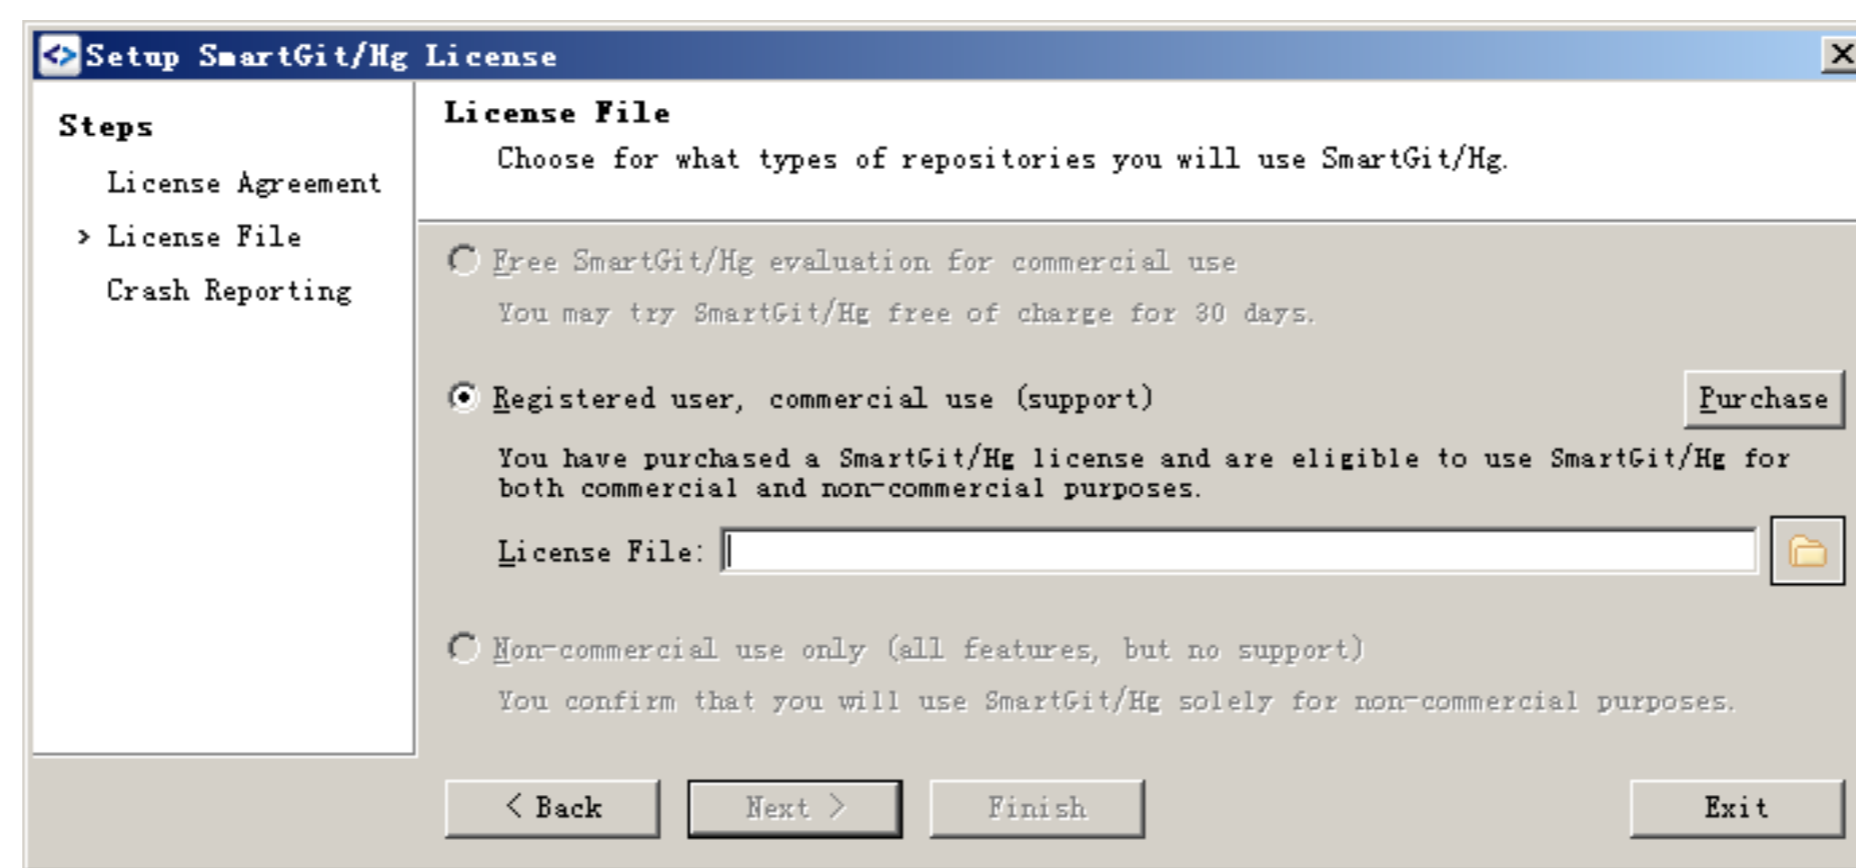 Setup SmartGit/Hg License
Steps
License Agreement
> License File
Crash Reporting
License File
Choose for what types of repositories you will use SmartGit/Hg.
Free SmartGit/Hg evaluation for commercial use
You may try SmartGit/Hg free of charge for 30 days.
Registered user, commercial use (support)
Purchase
You have purchased a SmartGit/Hg license and are eligible to use SmartGit/Hg for
both commercial and non-commercial purposes.
License File:
Non-commercial use only (all features, but no support)
You confirm that you will use SmartGit/Hg solely for non-commercial purposes.
< Back
Next >
Finish
Exit